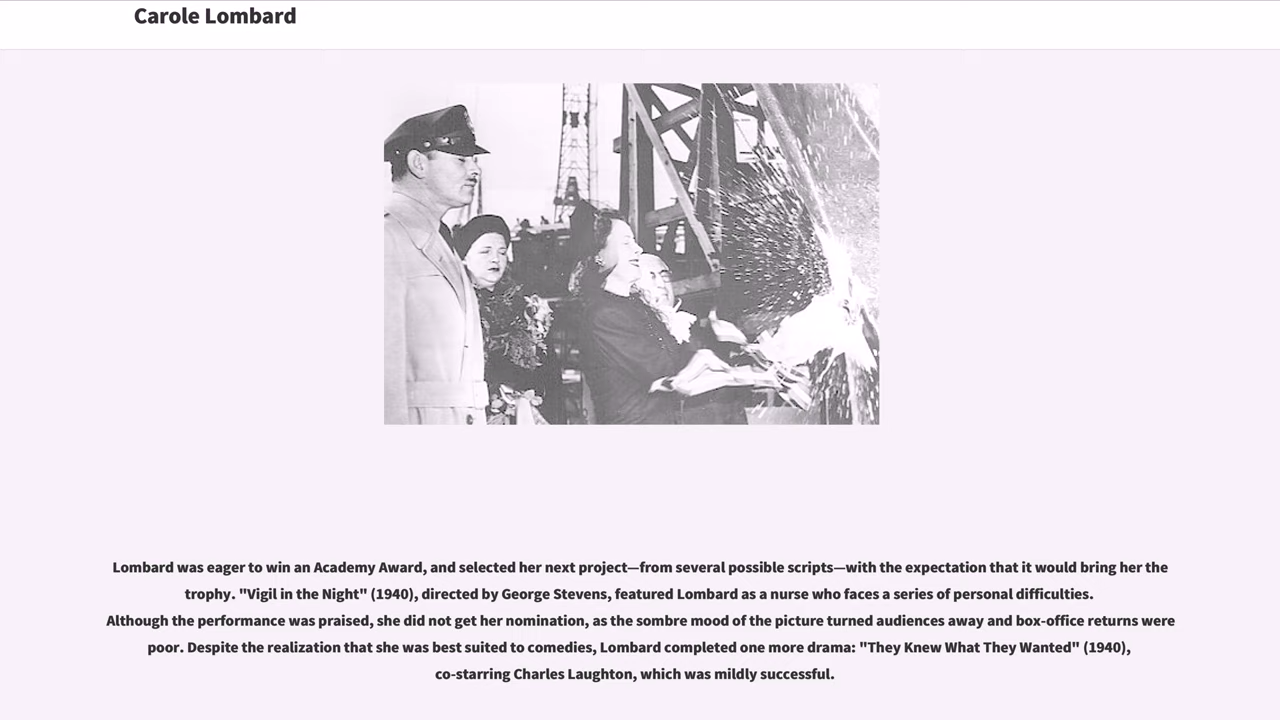 Carole Lombard
Lombard was eager to win an Academy Award, and selected her next project—from several possible scripts—with the expectation that it would bring her the
trophy. "Vigil in the Night" (1940), directed by George Stevens, featured Lombard as a nurse who faces a series of personal difficulties.
Although the performance was praised, she did not get her nomination, as the sombre mood of the picture turned audiences away and box-office returns were
poor. Despite the realization that she was best suited to comedies, Lombard completed one more drama: "They Knew What They Wanted" (1940),
co-starring Charles Laughton, which was mildly successful.